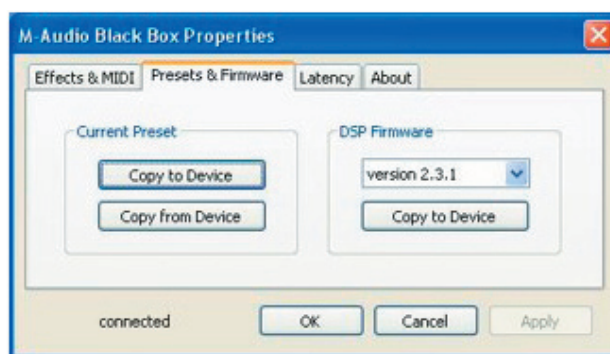 M-Audio Black Box Properties
Effects & MIDI Presets & Firmware Latency About
Current Preset
Copy to Device
Copy from Device
DSP Firmware
version 2.3.1
Copy to Device
connected OK Cancel Apply